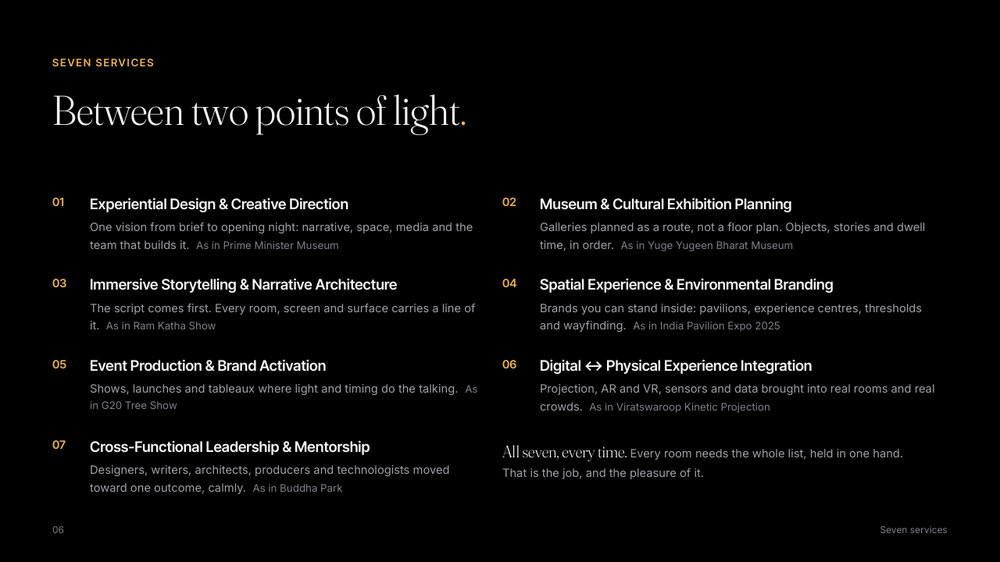 SEVEN SERVICES
Between two points of light.
01
Experiential Design & Creative Direction
One vision from brief to opening night: narrative, space, media and the
team that builds it. As in Prime Minister Museum
02
Museum & Cultural Exhibition Planning
Galleries planned as a route, not a floor plan. Objects, stories and dwell
time, in order. As in Yuge Yugeen Bharat Museum
03
Immersive Storytelling & Narrative Architecture
The script comes first. Every room, screen and surface carries a line of
it. As in Ram Katha Show
04
Spatial Experience & Environmental Branding
Brands you can stand inside: pavilions, experience centres, thresholds
and wayfinding. As in India Pavilion Expo 2025
05
Event Production & Brand Activation
Shows, launches and tableaux where light and timing do the talking. As
in G20 Tree Show
06
Digital ↔ Physical Experience Integration
Projection, AR and VR, sensors and data brought into real rooms and real
crowds. As in Viratswaroop Kinetic Projection
07
Cross-Functional Leadership & Mentorship
Designers, writers, architects, producers and technologists moved
toward one outcome, calmly. As in Buddha Park
All seven, every time. Every room needs the whole list, held in one hand.
That is the job, and the pleasure of it.
06
Seven services